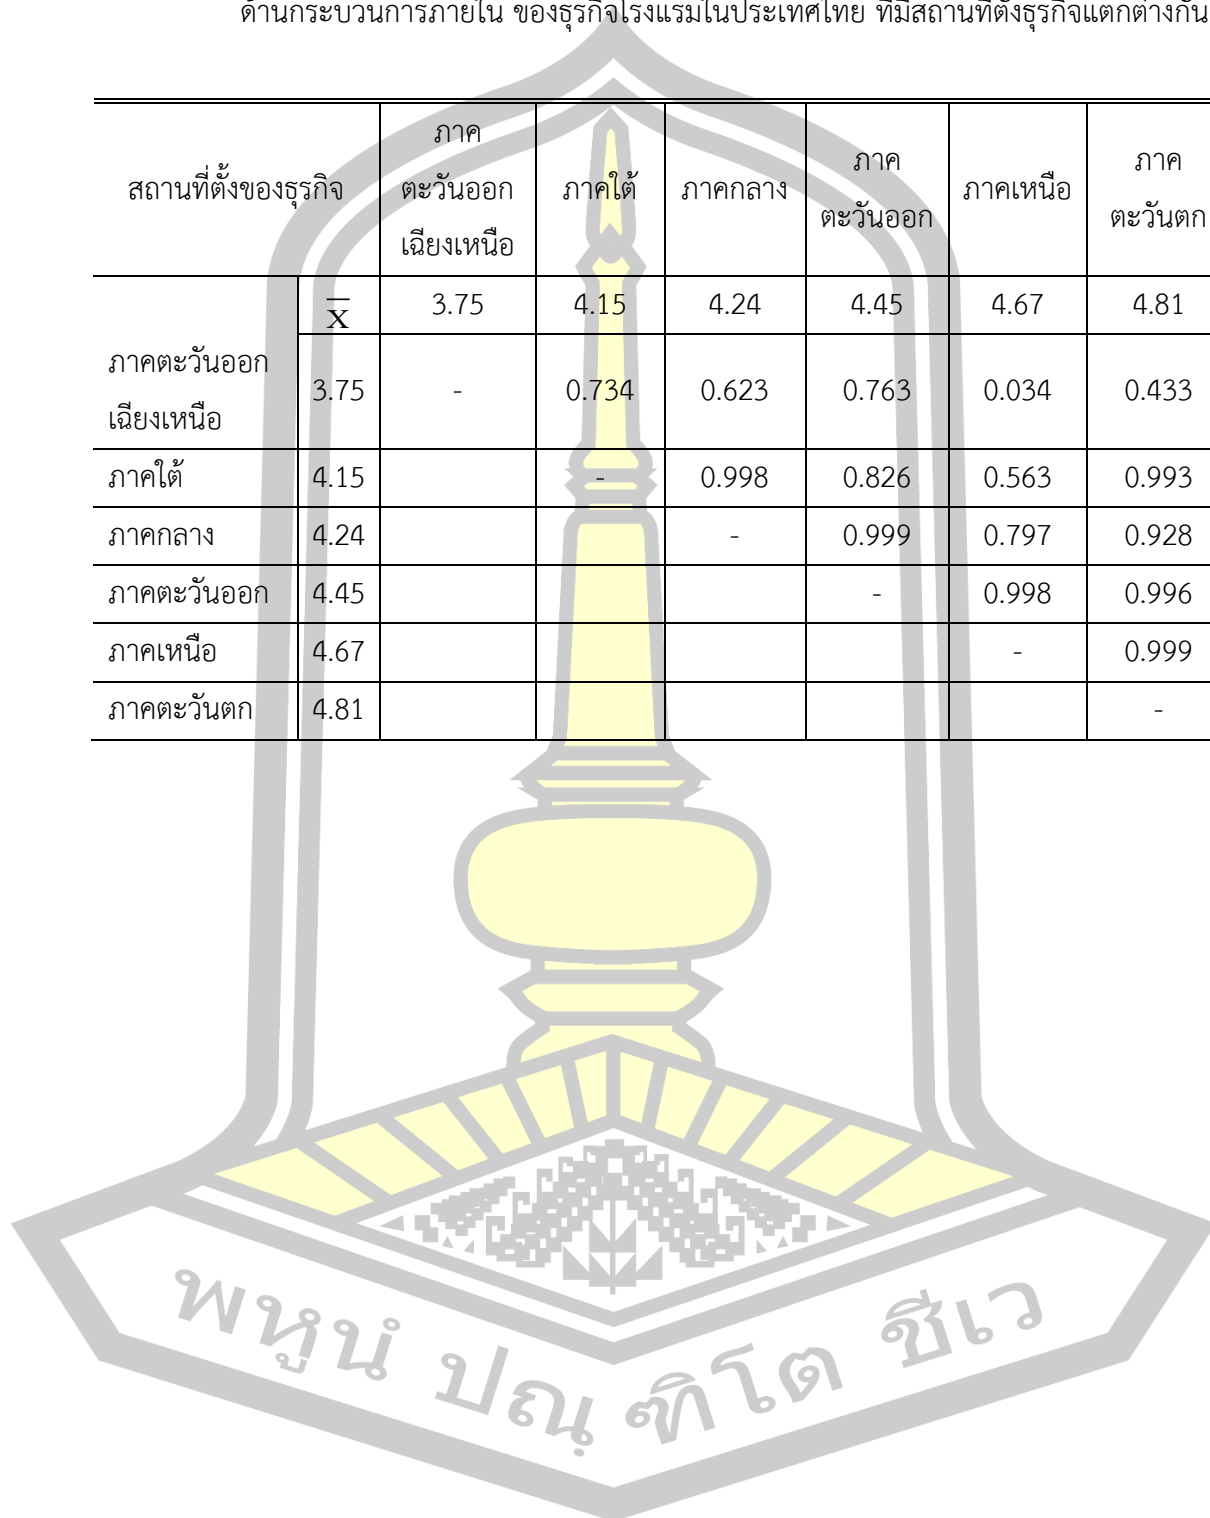 ด้านกระบวนการภายใน ของธุรกิจโรงแรมในประเทศไทย ที่มีสถานที่ตั้งธุรกิจแตกต่างกัน
สถานที่ตั้งของธุรกิจ ภาค ตะวันออก เฉียงเหนือ ภาคใต้ ภาคกลาง ภาค ตะวันออก ภาคเหนือ ภาค ตะวันตก
X̄ 3.75 4.15 4.24 4.45 4.67 4.81
ภาคตะวันออก
เฉียงเหนือ 3.75 - 0.734 0.623 0.763 0.034 0.433
ภาคใต้ 4.15 - 0.998 0.826 0.563 0.993
ภาคกลาง 4.24 - 0.999 0.797 0.928
ภาคตะวันออก 4.45 - 0.998 0.996
ภาคเหนือ 4.67 - 0.999
ภาคตะวันตก 4.81 -
พหูนํ ปณฺฑิโต ชีเว